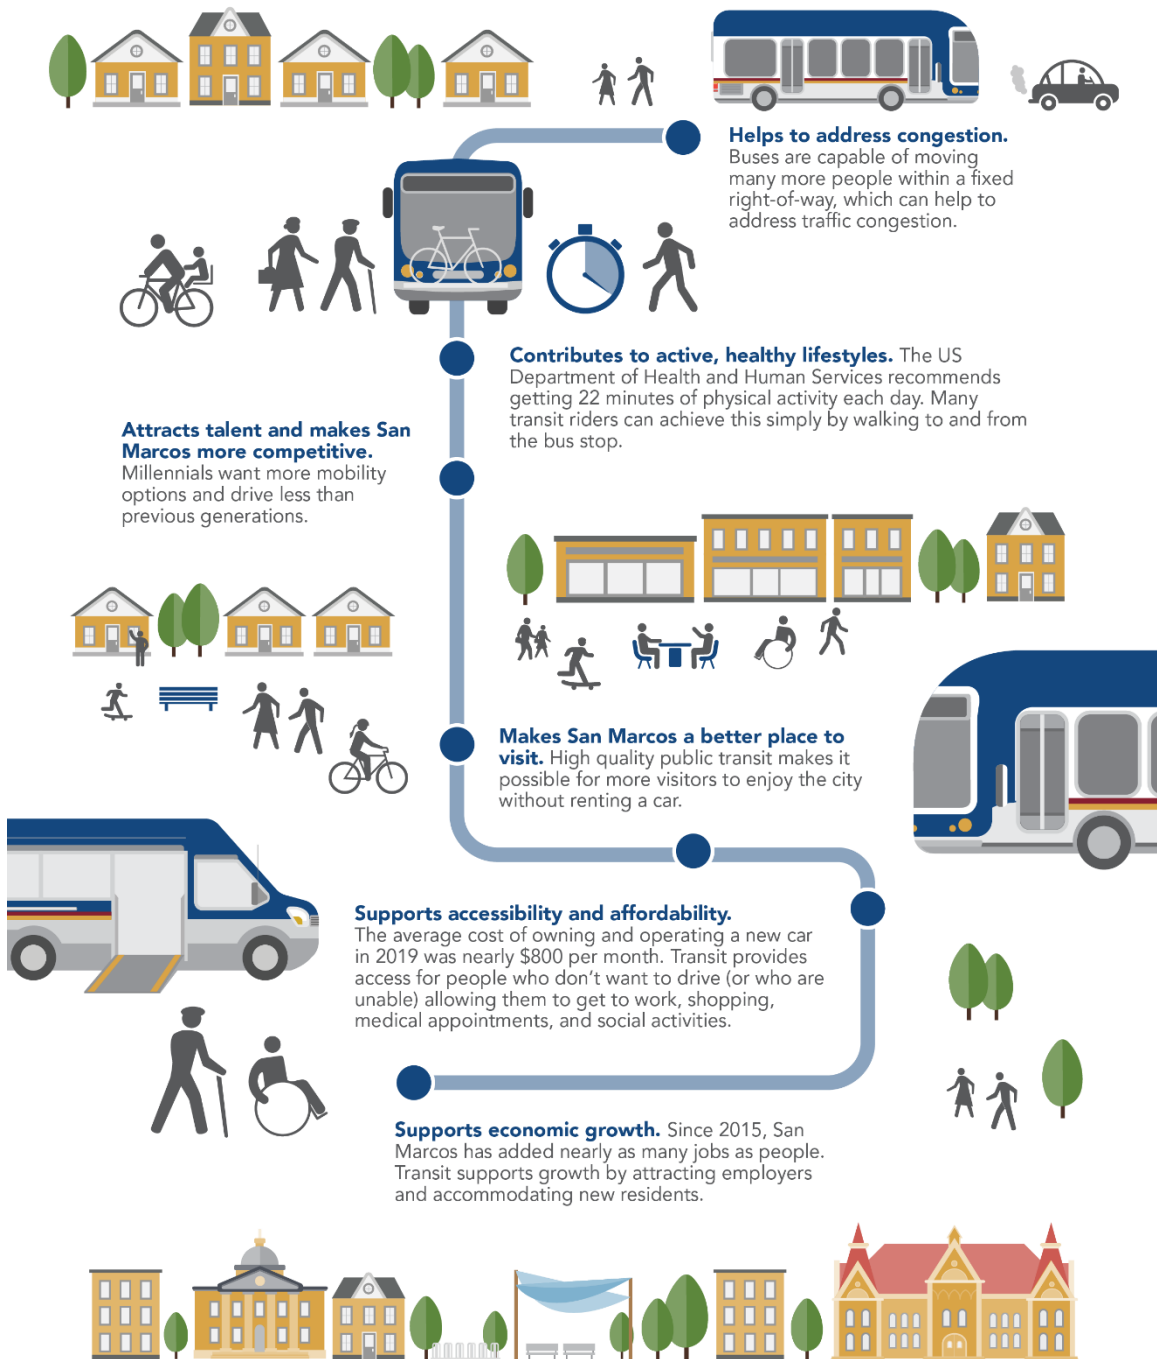 Helps to address congestion.
Buses are capable of moving
many more people within a fixed
right-of-way, which can help to
address traffic congestion.
Contributes to active, healthy lifestyles. The US
Department of Health and Human Services recommends
getting 22 minutes of physical activity each day. Many
transit riders can achieve this simply by walking to and from
the bus stop.
Attracts talent and makes San
Marcos more competitive.
Millennials want more mobility
options and drive less than
previous generations.
Makes San Marcos a better place to
visit. High quality public transit makes it
possible for more visitors to enjoy the city
without renting a car.
Supports accessibility and affordability.
The average cost of owning and operating a new car
in 2019 was nearly $800 per month. Transit provides
access for people who don’t want to drive (or who are
unable) allowing them to get to work, shopping,
medical appointments, and social activities.
Supports economic growth. Since 2015, San
Marcos has added nearly as many jobs as people.
Transit supports growth by attracting employers
and accommodating new residents.